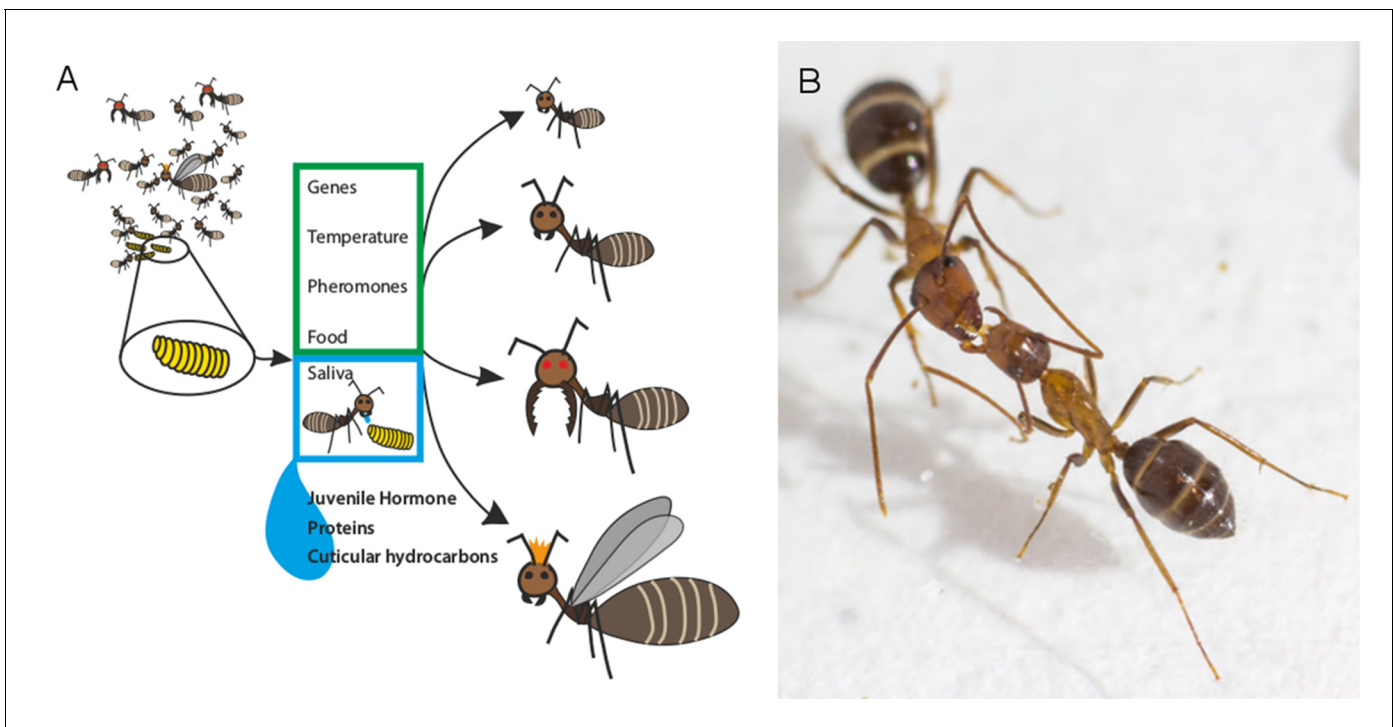 A
Genes
Temperature
Pheromones
Food
Saliva
Juvenile Hormone
Proteins
Cuticular hydrocarbons
B